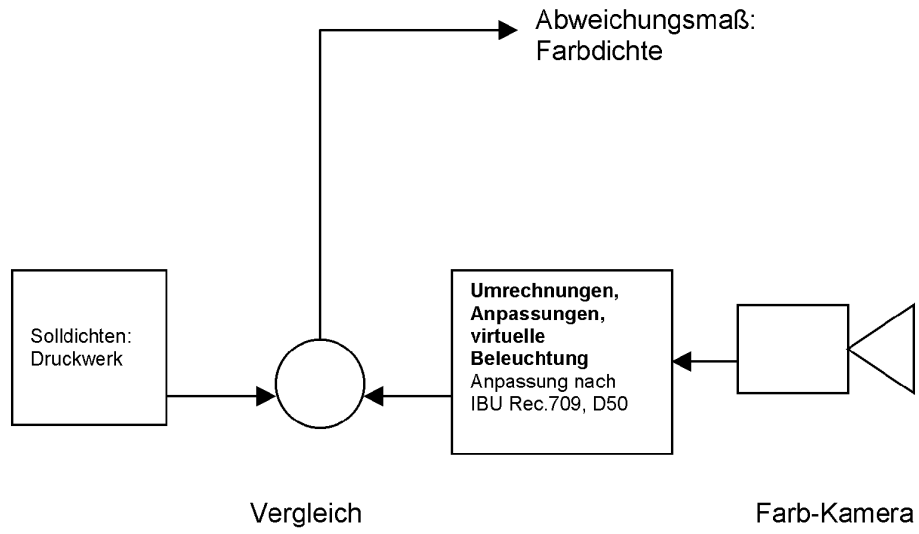 Abweichungsmaß:
Farbdichte
Solldichten:
Druckwerk
Umrechnungen,
Anpassungen,
virtuelle
Beleuchtung
Anpassung nach
IBU Rec.709, D50
Vergleich
Farb-Kamera